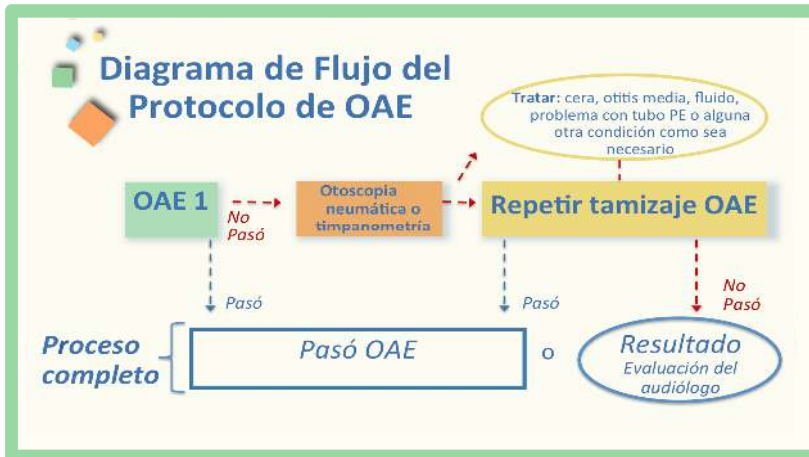 Diagrama de Flujo del
Protocolo de OAE
Tratar: cera, otitis media, fluido,
problema con tubo PE o alguna
otra condición como sea
necesario
OAE 1
No
Pasó
Otoscopia
neumática o
timpanometría
Repetir tamizaje OAE
Pasó
Pasó
No
Pasó
Proceso
completo
Pasó OAE
o
Resultado
Evaluación del
audiólogo